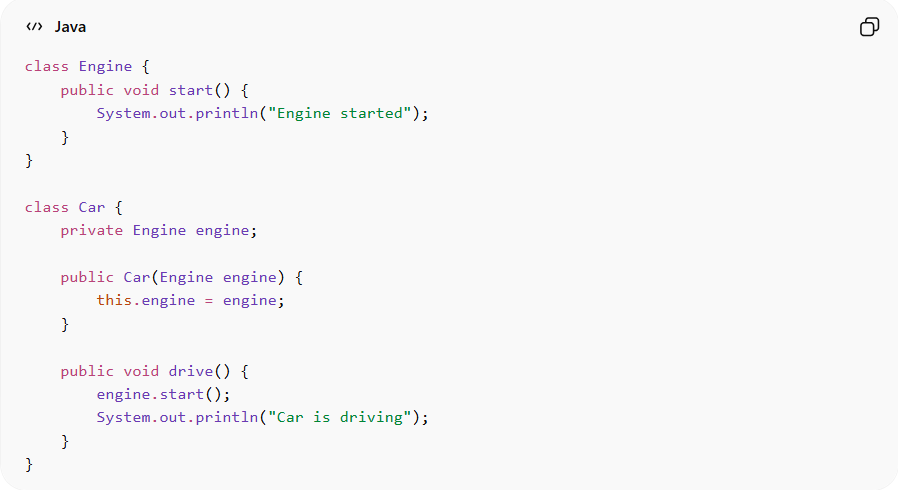 </> Java
class Engine {
    public void start() {
        System.out.println("Engine started");
    }
}

class Car {
    private Engine engine;

    public Car(Engine engine) {
        this.engine = engine;
    }

    public void drive() {
        engine.start();
        System.out.println("Car is driving");
    }
}